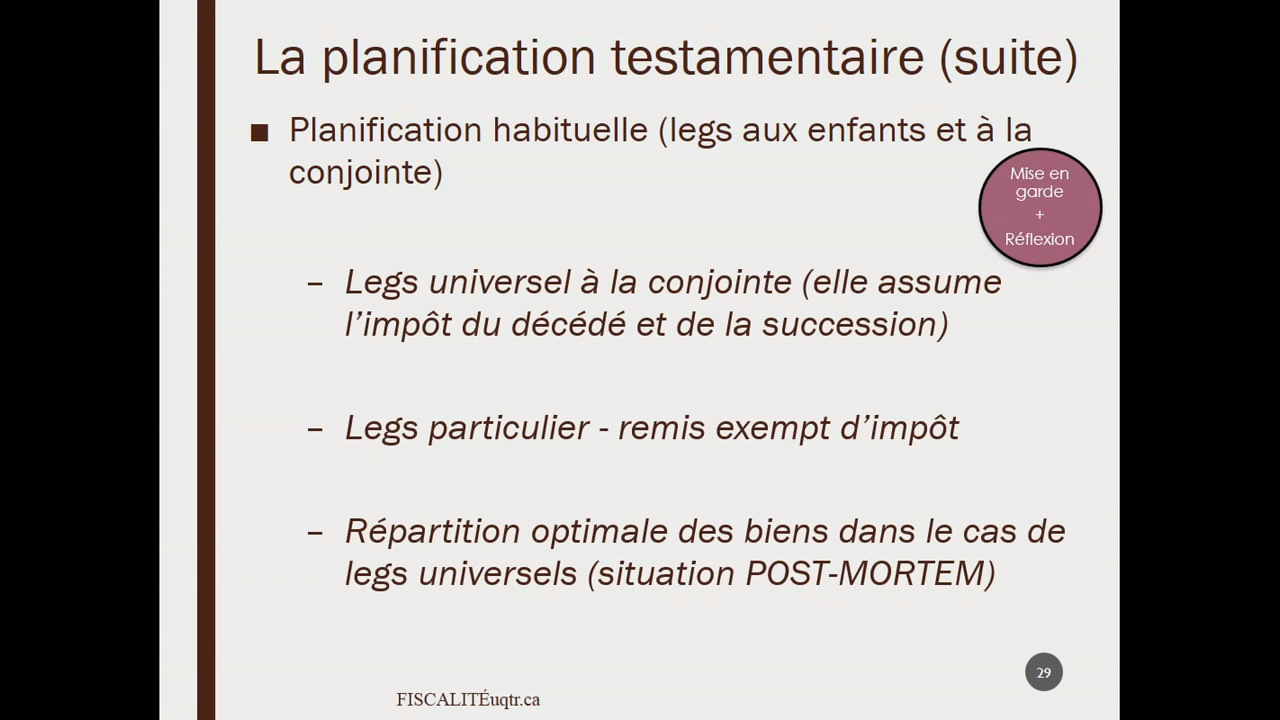 La planification testamentaire (suite)
■ Planification habituelle (legs aux enfants et à la
conjointe)
Mise en
garde
+
Réflexion
– Legs universel à la conjointe (elle assume
l’impôt du décédé et de la succession)
– Legs particulier - remis exempt d’impôt
– Répartition optimale des biens dans le cas de
legs universels (situation POST-MORTEM)
29
FISCALITÉuqtr.ca